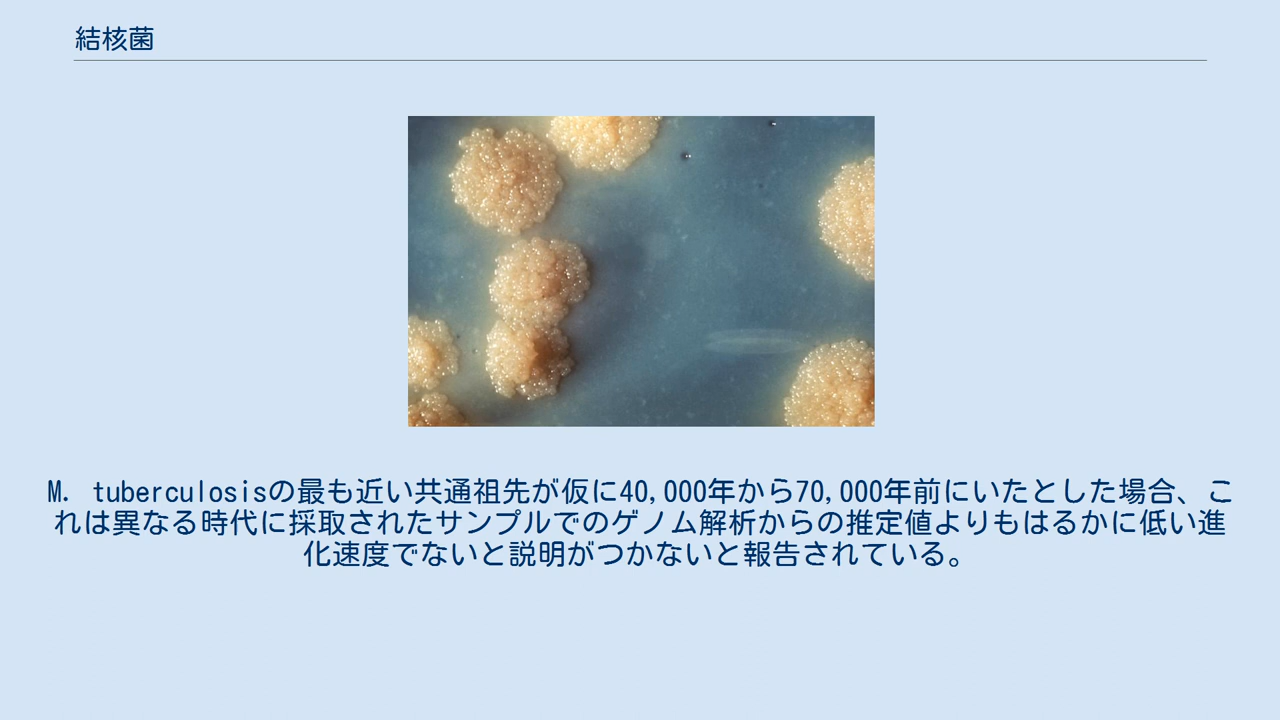 結核菌
M. tuberculosisの最も近い共通祖先が仮に40,000年から70,000年前にいたとした場合、こ
れは異なる時代に採取されたサンプルでのゲノム解析からの推定値よりもはるかに低い進
化速度でないと説明がつかないと報告されている。